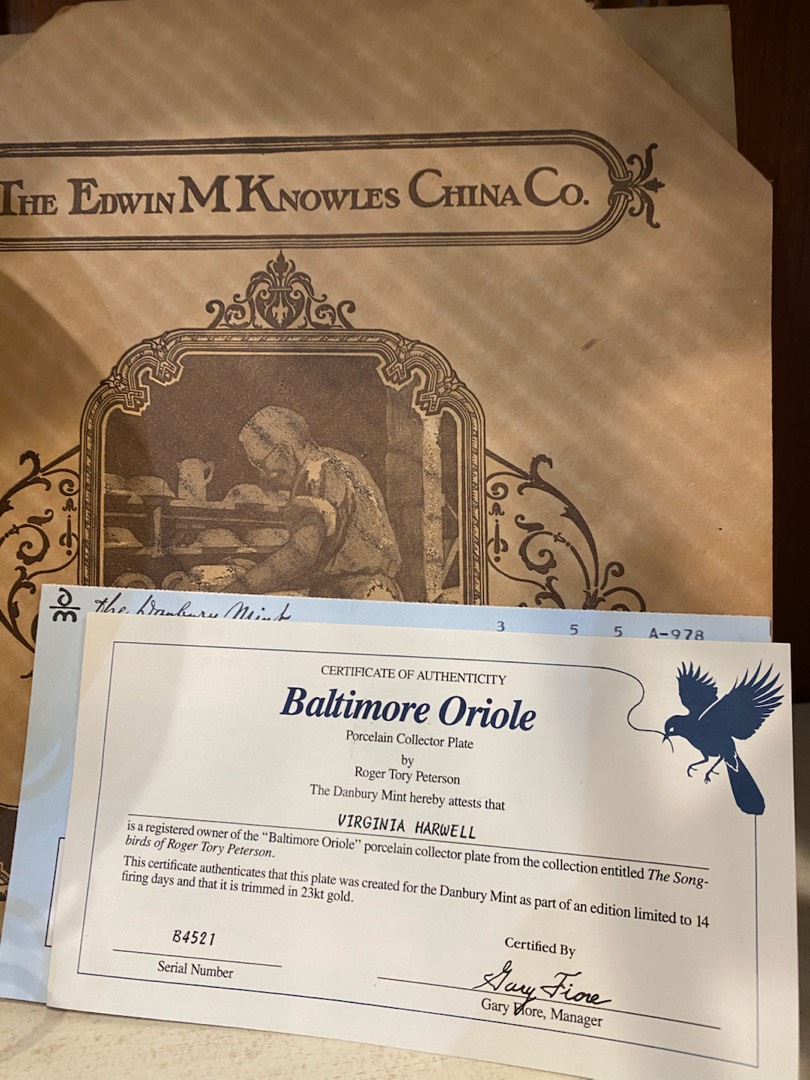 THE EDWIN M KNOWLES CHINA CO.
the Danbury Mint
3 5 5 A-978
CERTIFICATE OF AUTHENTICITY
Baltimore Oriole
Porcelain Collector Plate
by
Roger Tory Peterson
The Danbury Mint hereby attests that
VIRGINIA HARWELL
is a registered owner of the “Baltimore Oriole” porcelain collector plate from the collection entitled The Song-
birds of Roger Tory Peterson.
This certificate authenticates that this plate was created for the Danbury Mint as part of an edition limited to 14
firing days and that it is trimmed in 23kt gold.
B4521
Serial Number
Certified By
Gary Fiore
Gary Fiore, Manager